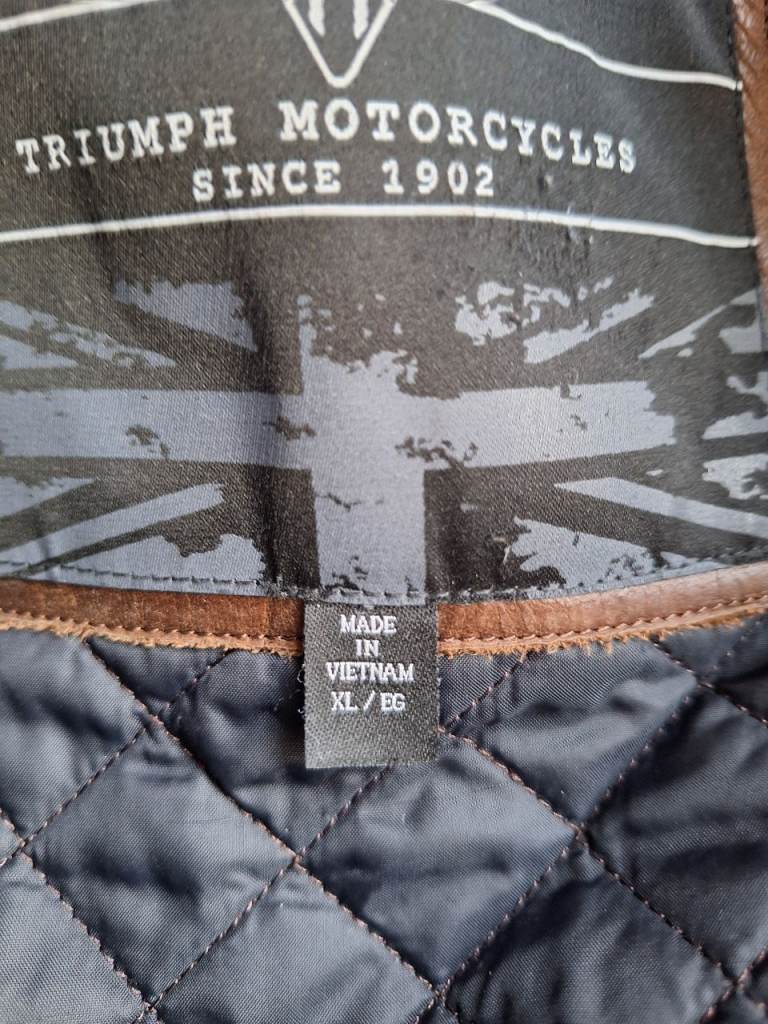 TRIUMPH MOTORCYCLES
SINCE 1902
MADE
IN
VIETNAM
XL / EG